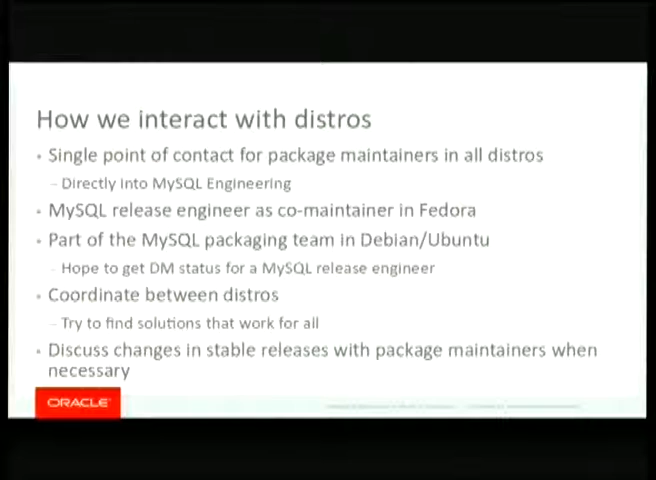 How we interact with distros
• Single point of contact for package maintainers in all distros
– Directly into MySQL Engineering
• MySQL release engineer as co-maintainer in Fedora
• Part of the MySQL packaging team in Debian/Ubuntu
– Hope to get DM status for a MySQL release engineer
• Coordinate between distros
– Try to find solutions that work for all
• Discuss changes in stable releases with package maintainers when
necessary
ORACLE